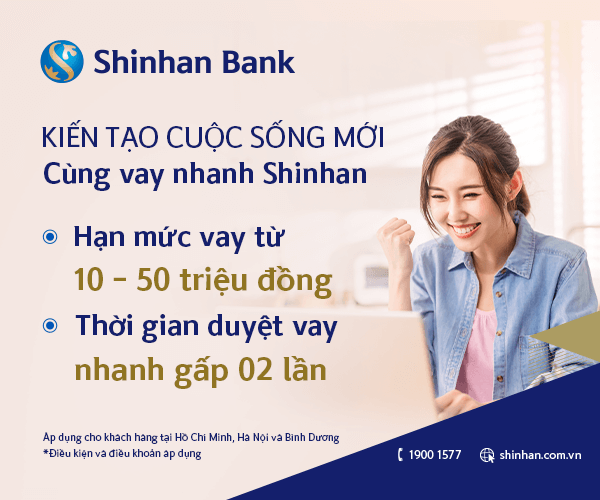 Shinhan Bank
KIẾN TẠO CUỘC SỐNG MỚI
Cùng vay nhanh Shinhan
Hạn mức vay từ
10 - 50 triệu đồng
Thời gian duyệt vay
nhanh gấp 02 lần
Áp dụng cho khách hàng tại Hồ Chí Minh, Hà Nội và Bình Dương
*Điều kiện và điều khoản áp dụng
1900 1577
shinhan.com.vn